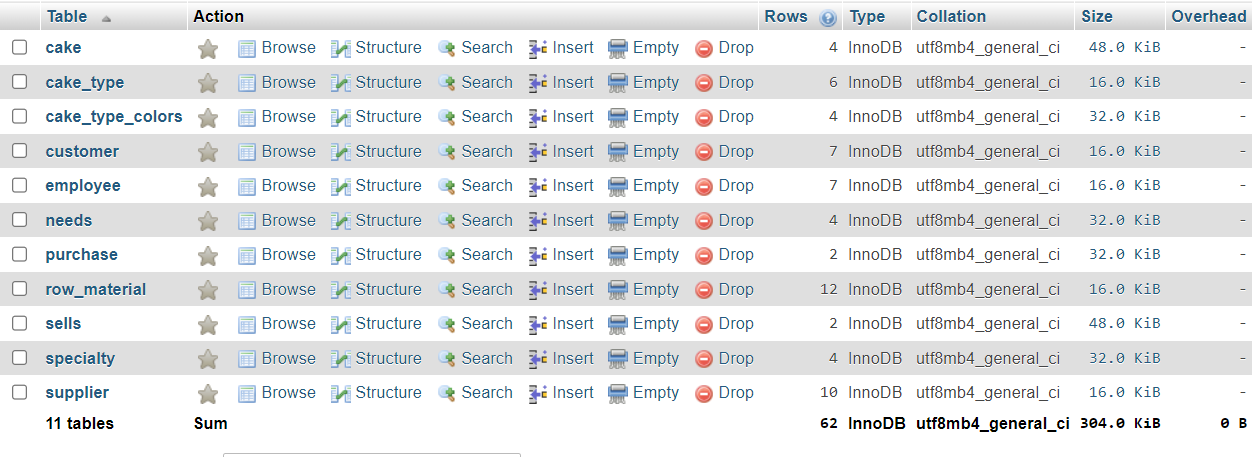 Table Action Rows Type Collation Size Overhead
cake Browse Structure Search Insert Empty Drop 4 InnoDB utf8mb4_general_ci 48.0 KiB -
cake_type Browse Structure Search Insert Empty Drop 6 InnoDB utf8mb4_general_ci 16.0 KiB -
cake_type_colors Browse Structure Search Insert Empty Drop 4 InnoDB utf8mb4_general_ci 32.0 KiB -
customer Browse Structure Search Insert Empty Drop 7 InnoDB utf8mb4_general_ci 16.0 KiB -
employee Browse Structure Search Insert Empty Drop 7 InnoDB utf8mb4_general_ci 16.0 KiB -
needs Browse Structure Search Insert Empty Drop 4 InnoDB utf8mb4_general_ci 32.0 KiB -
purchase Browse Structure Search Insert Empty Drop 2 InnoDB utf8mb4_general_ci 32.0 KiB -
row_material Browse Structure Search Insert Empty Drop 12 InnoDB utf8mb4_general_ci 16.0 KiB -
sells Browse Structure Search Insert Empty Drop 2 InnoDB utf8mb4_general_ci 48.0 KiB -
specialty Browse Structure Search Insert Empty Drop 4 InnoDB utf8mb4_general_ci 32.0 KiB -
supplier Browse Structure Search Insert Empty Drop 10 InnoDB utf8mb4_general_ci 16.0 KiB -
11 tables Sum 62 InnoDB utf8mb4_general_ci 304.0 KiB 0 B